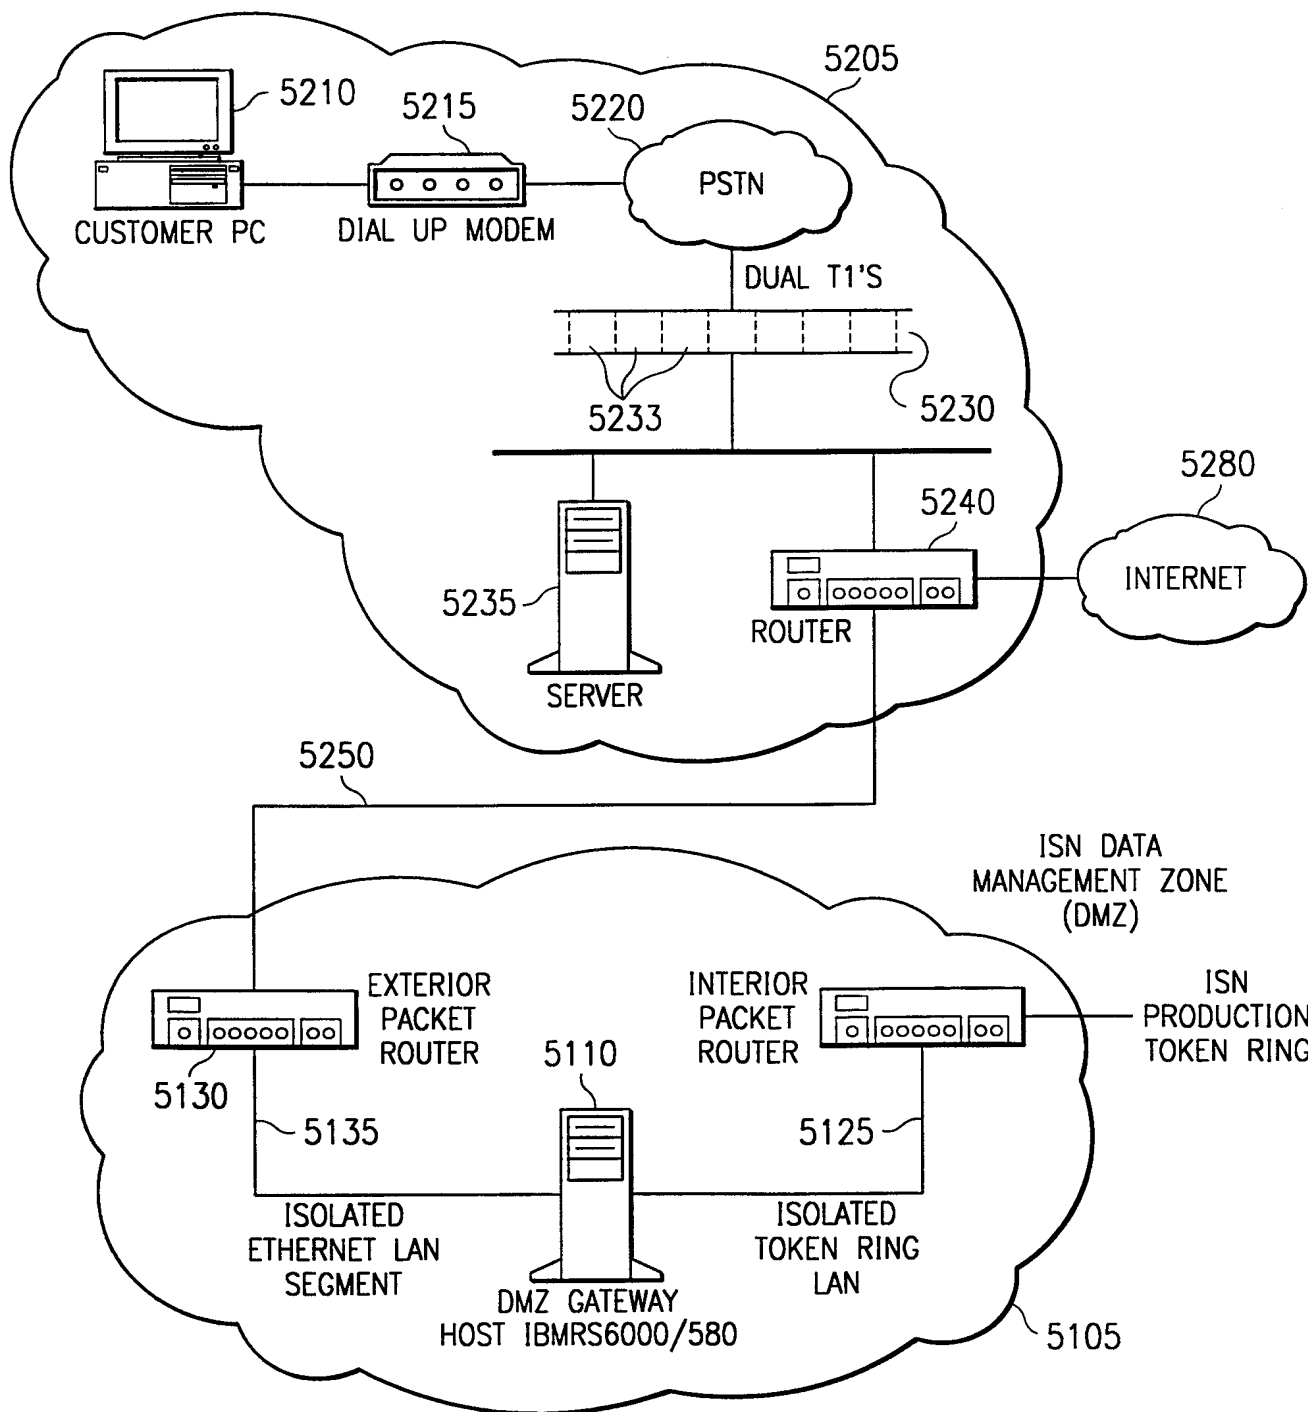 5205
5210
5215
5220
PSTN
CUSTOMER PC
DIAL UP MODEM
DUAL T1'S
5233
5230
5280
5240
INTERNET
5235
ROUTER
SERVER
5250
ISN DATA
MANAGEMENT ZONE
(DMZ)
EXTERIOR
PACKET
ROUTER
INTERIOR
PACKET
ROUTER
ISN
PRODUCTION
TOKEN RING
5130
5110
5135
5125
ISOLATED
ETHERNET LAN
SEGMENT
ISOLATED
TOKEN RING
LAN
DMZ GATEWAY
HOST IBMRS6000/580
5105